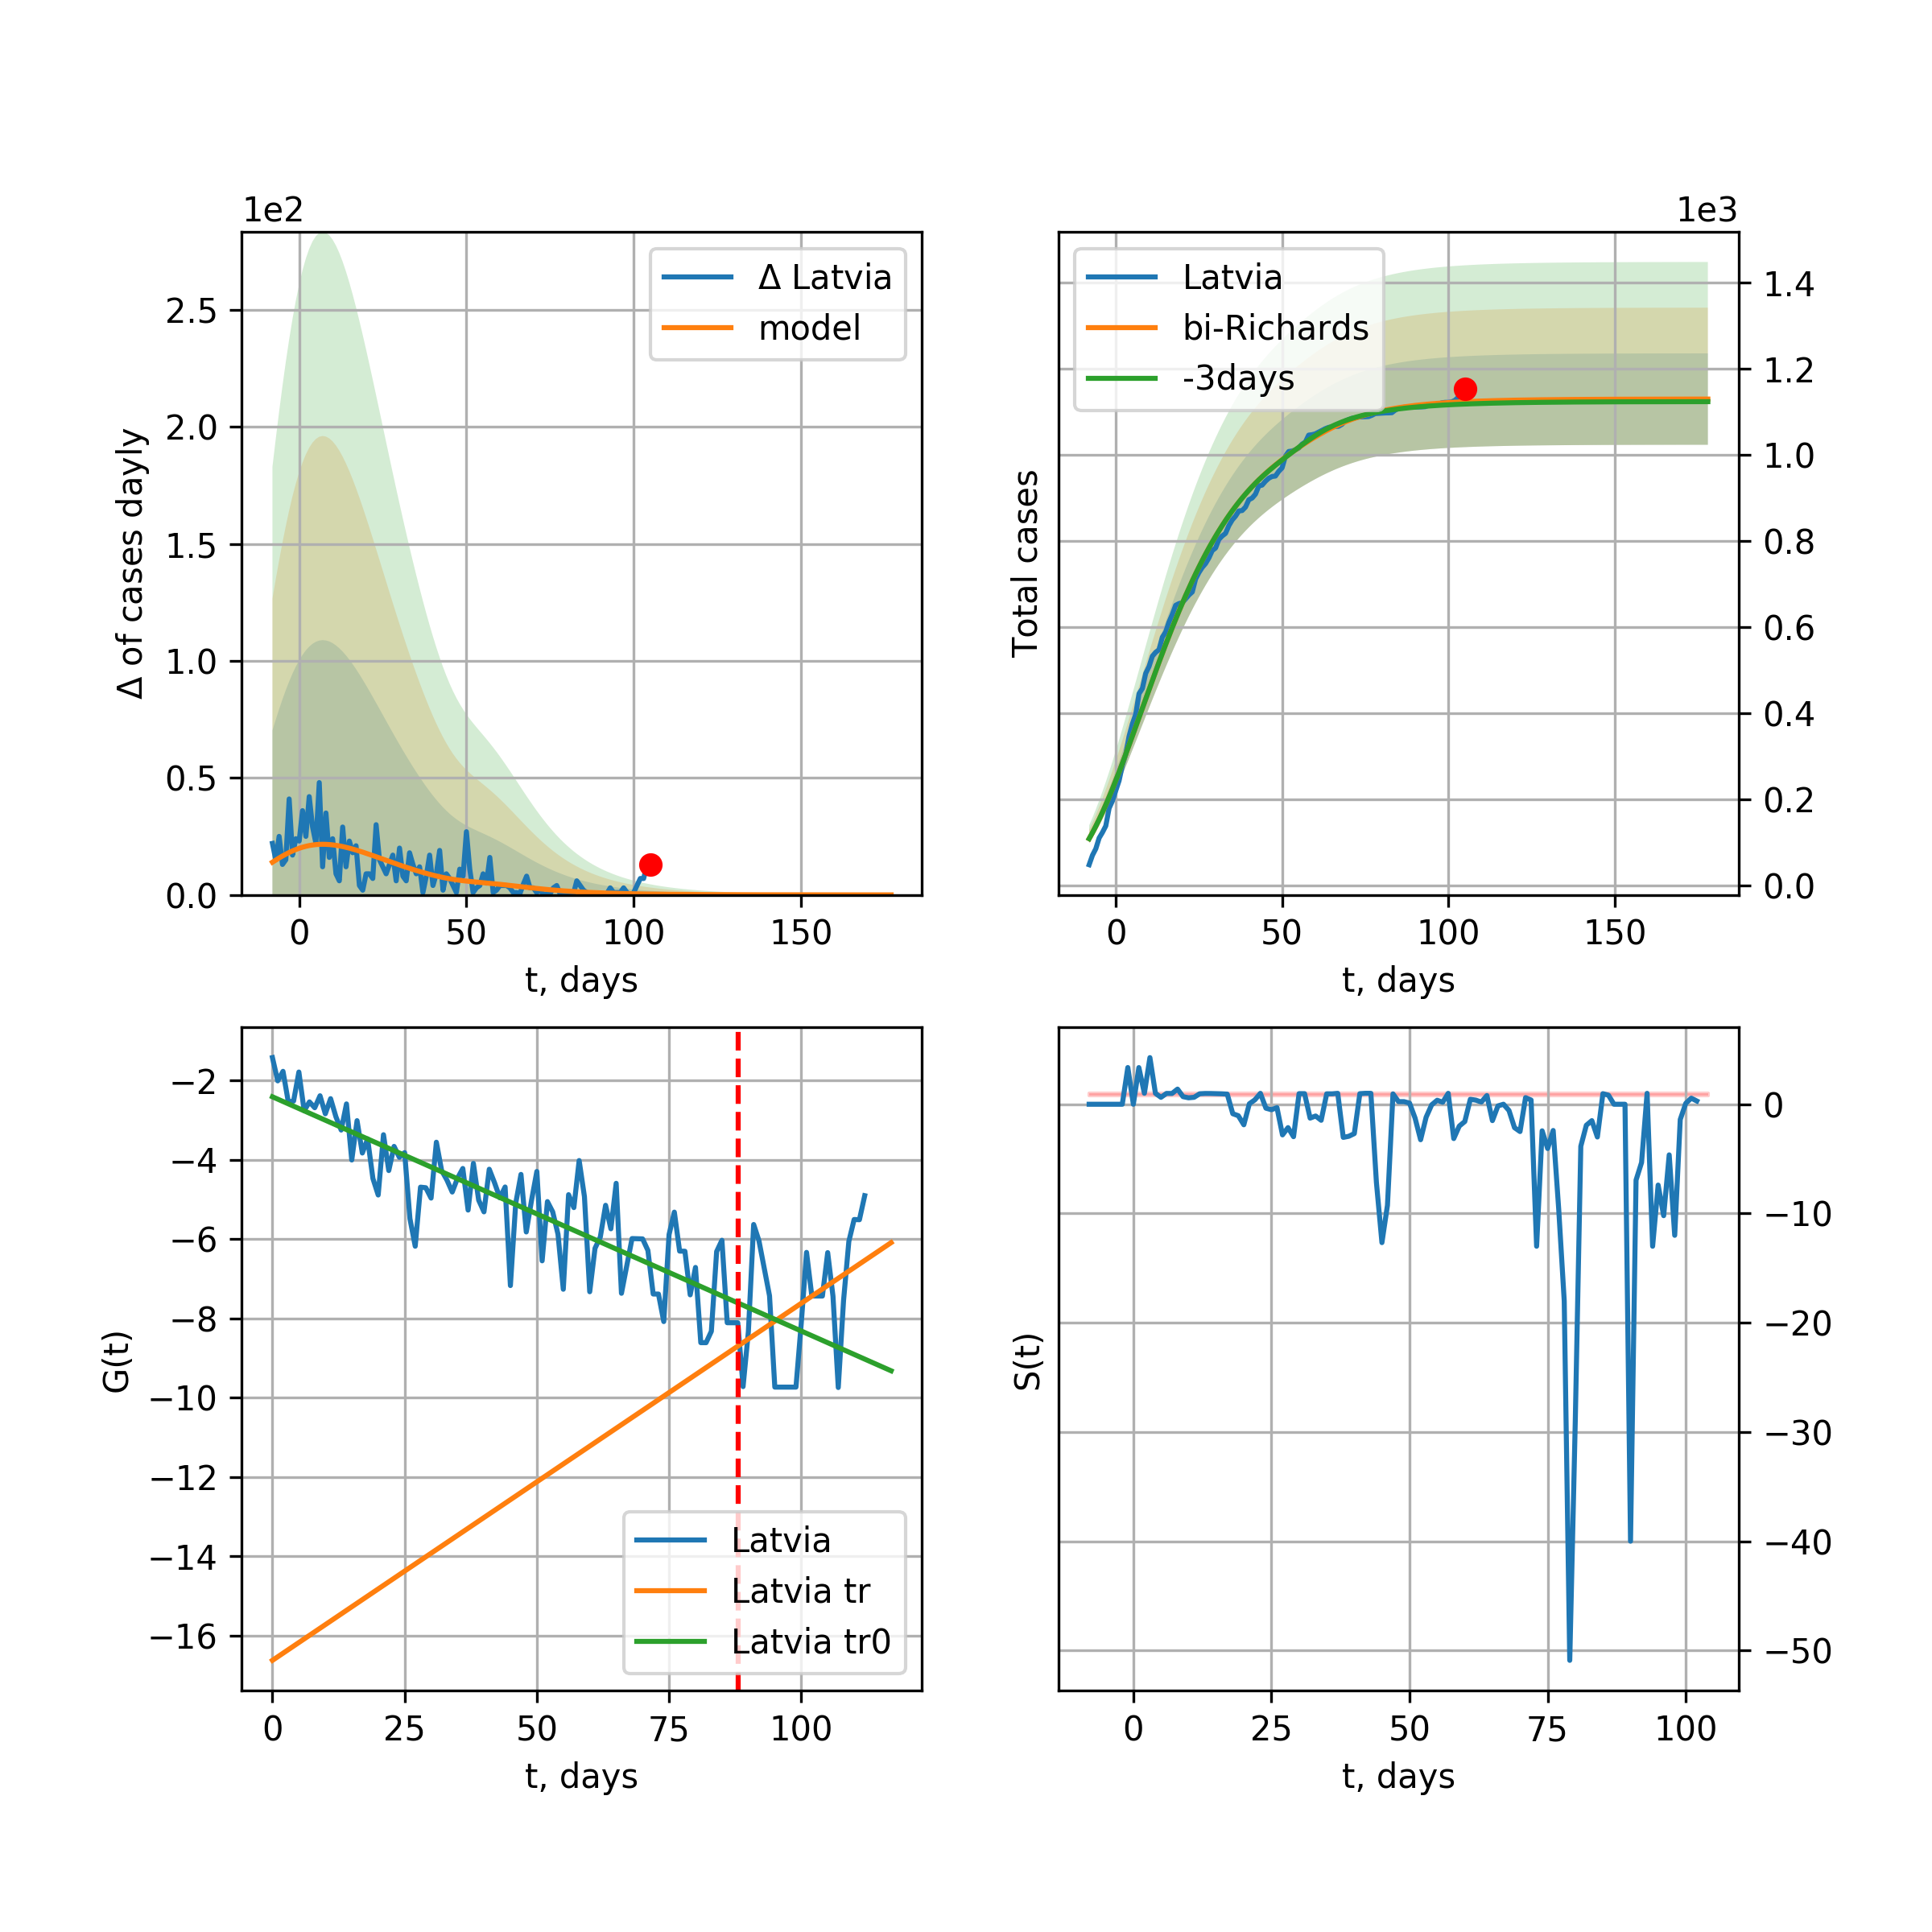 1e2
Δ of cases dayly
2.5
2.0
1.5
1.0
0.5
0.0
0 50 100 150
t, days
Δ Latvia
model
1e3
Total cases
1.4
1.2
1.0
0.8
0.6
0.4
0.2
0.0
0 50 100 150
t, days
Latvia
bi-Richards
-3days
G(t)
−2
−4
−6
−8
−10
−12
−14
−16
0 25 50 75 100
t, days
Latvia
Latvia tr
Latvia tr0
S(t)
0
−10
−20
−30
−40
−50
0 25 50 75 100
t, days